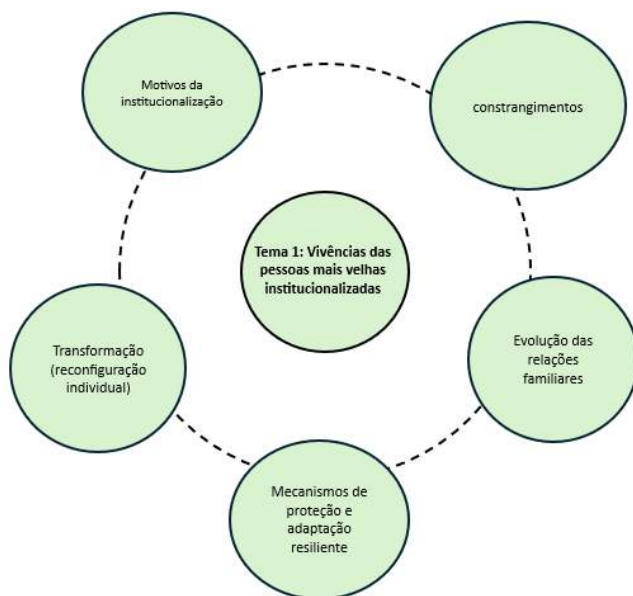 Motivos da
institucionalização
constrangimentos
Tema 1: Vivências das
pessoas mais velhas
institucionalizadas
Evolução das
relações
familiares
Transformação
(reconfiguração
individual)
Mecanismos de
proteção e
adaptação
resiliente